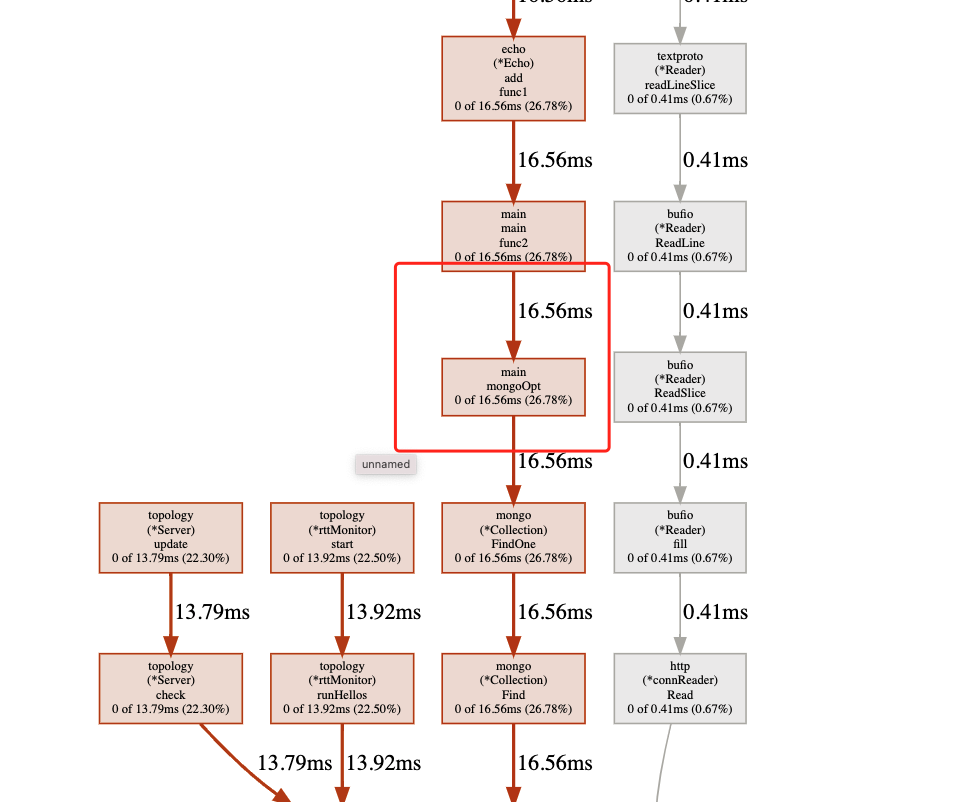 echo
(*Echo)
add
func1
0 of 16.56ms (26.78%)
textproto
(*Reader)
readLineSlice
0 of 0.41ms (0.67%)
16.56ms
0.41ms
main
main
func2
0 of 16.56ms (26.78%)
bufio
(*Reader)
ReadLine
0 of 0.41ms (0.67%)
16.56ms
0.41ms
main
mongoOpt
0 of 16.56ms (26.78%)
bufio
(*Reader)
ReadSlice
0 of 0.41ms (0.67%)
unnamed
16.56ms
0.41ms
topology
(*Server)
update
0 of 13.79ms (22.30%)
topology
(*rttMonitor)
start
0 of 13.92ms (22.50%)
mongo
(*Collection)
FindOne
0 of 16.56ms (26.78%)
bufio
(*Reader)
fill
0 of 0.41ms (0.67%)
13.79ms
13.92ms
16.56ms
0.41ms
topology
(*Server)
check
0 of 13.79ms (22.30%)
topology
(*rttMonitor)
runHellos
0 of 13.92ms (22.50%)
mongo
(*Collection)
Find
0 of 16.56ms (26.78%)
http
(*connReader)
Read
0 of 0.41ms (0.67%)
13.79ms
13.92ms
16.56ms